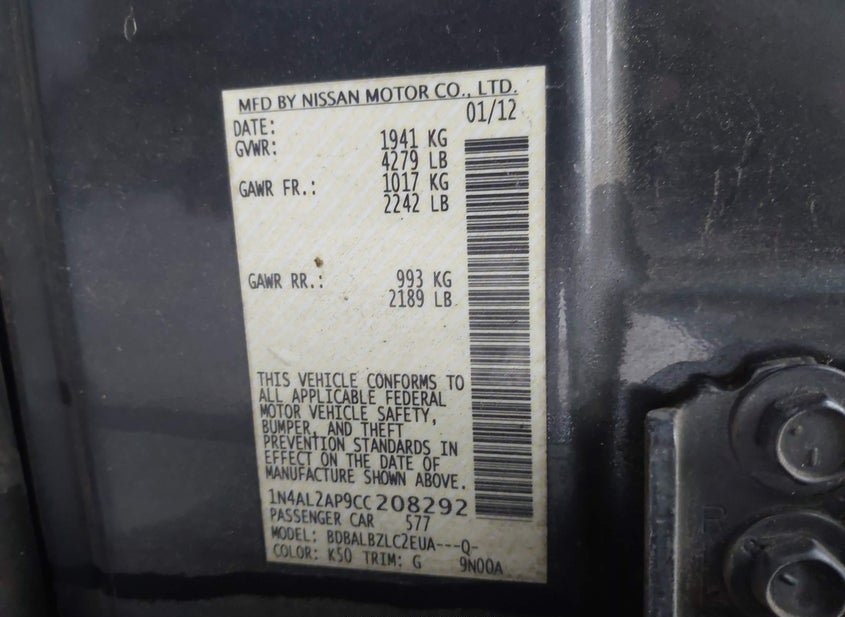 MFD BY NISSAN MOTOR CO., LTD.
DATE: 01/12
GVWR: 1941 KG
4279 LB
GAWR FR.: 1017 KG
2242 LB
GAWR RR.: 993 KG
2189 LB
THIS VEHICLE CONFORMS TO
ALL APPLICABLE FEDERAL
MOTOR VEHICLE SAFETY,
BUMPER, AND THEFT
PREVENTION STANDARDS IN
EFFECT ON THE DATE OF
MANUFACTURE SHOWN ABOVE.
1N4AL2AP9CC208292
PASSENGER CAR 577
MODEL: BDBALBZLC2EUA---Q-
COLOR: K50 TRIM: G 9N00A